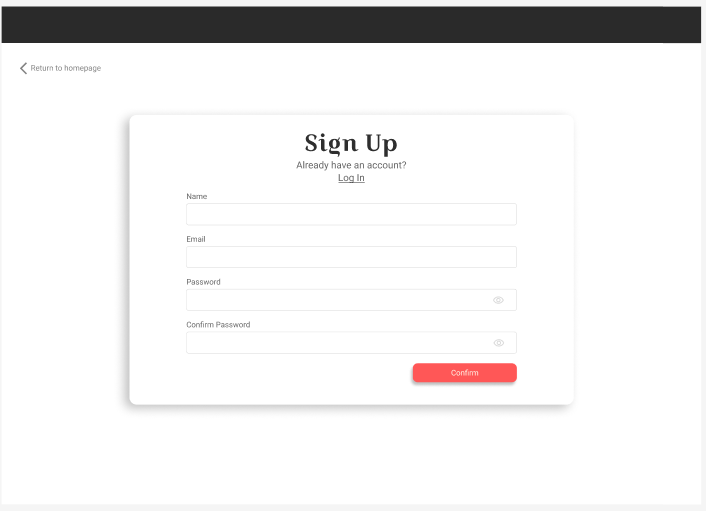 Return to homepage
Sign Up
Already have an account?
Log In
Name
Email
Password
Confirm Password
Confirm